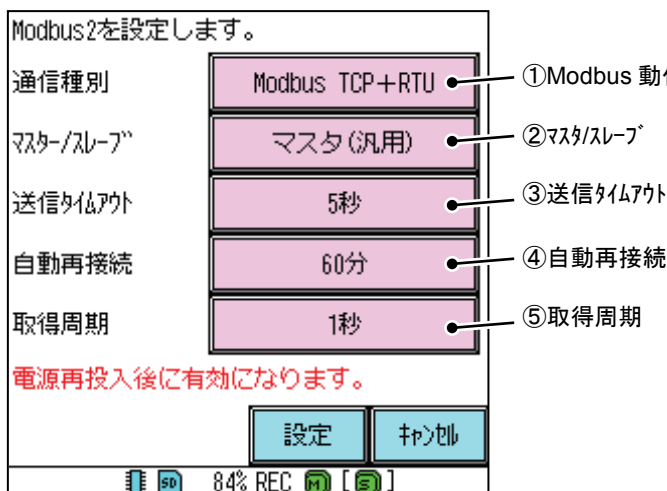 Modbus2を設定します。
通信種別 Modbus TCP+RTU ①Modbus 動
ﾏｽﾀｰ/ｽﾚｰﾌﾞ マスタ(汎用) ②ﾏｽﾀ/ｽﾚｰﾌﾞ
送信ﾀｲﾑｱｳﾄ 5秒 ③送信ﾀｲﾑｱｳﾄ
自動再接続 60分 ④自動再接続
取得周期 1秒 ⑤取得周期
電源再投入後に有効になります。
設定 ｷｬﾝｾﾙ
SD 84% REC M [S]